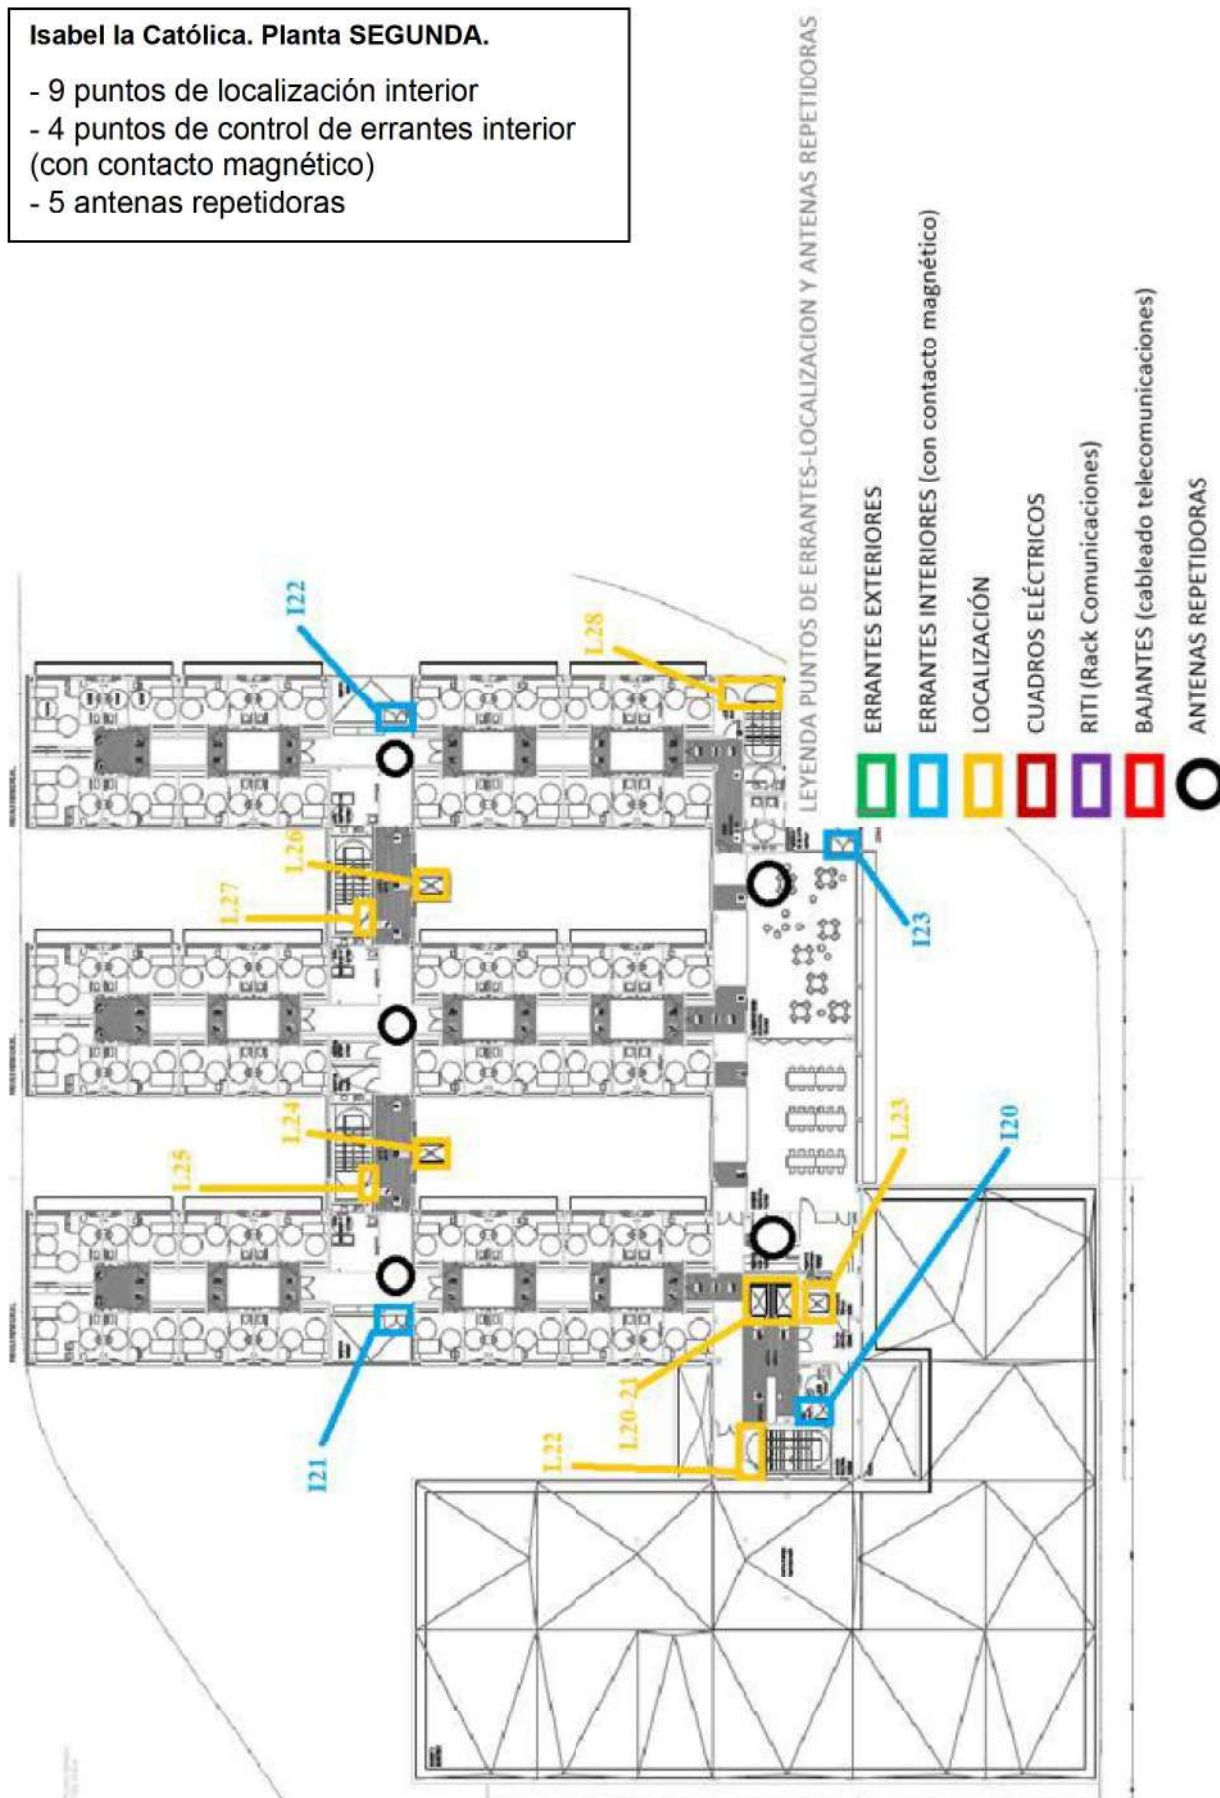 Isabel la Católica. Planta SEGUNDA.
- 9 puntos de localización interior
- 4 puntos de control de errantes interior
(con contacto magnético)
- 5 antenas repetidoras
LEYENDA PUNTOS DE ERRANTES-LOCALIZACION Y ANTENAS REPETIDORAS
ERRANTES EXTERIORES
ERRANTES INTERIORES (con contacto magnético)
LOCALIZACIÓN
CUADROS ELÉCTRICOS
RITI (Rack Comunicaciones)
BAJANTES (cableado telecomunicaciones)
ANTENAS REPETIDORAS
I22
L28
L26
L27
I23
L24
L25
L23
I20
L20-21
L22
I21